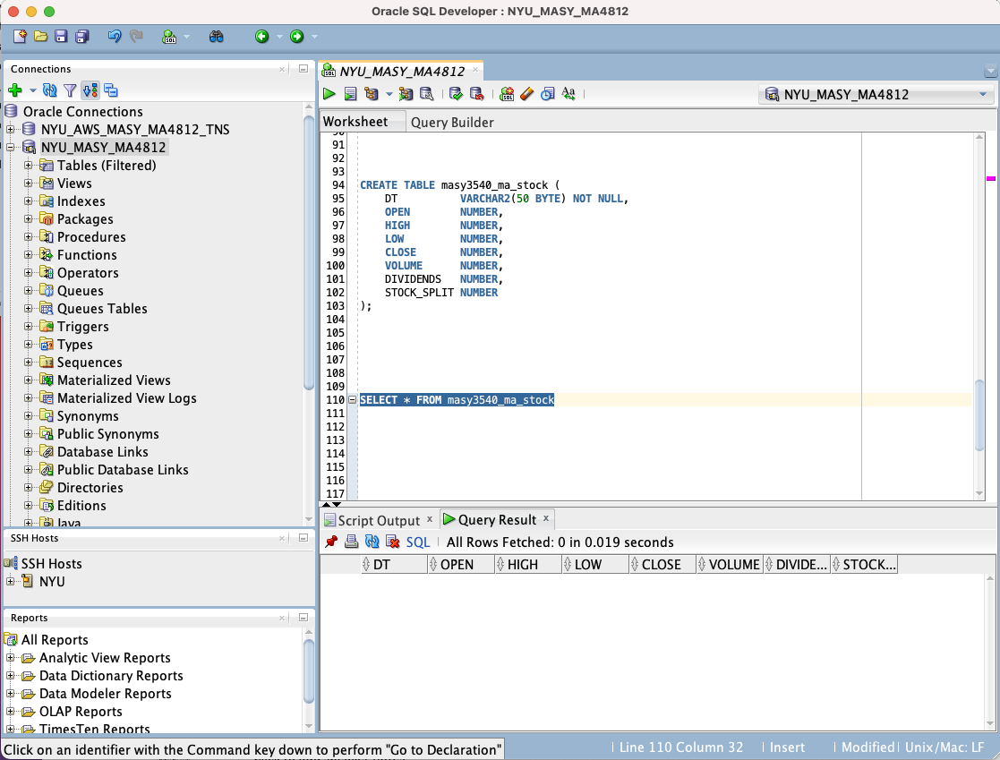 Oracle SQL Developer : NYU_MASY_MA4812
Connections
Oracle Connections
NYU_AWS_MASY_MA4812_TNS
NYU_MASY_MA4812
Tables (Filtered)
Views
Indexes
Packages
Procedures
Functions
Operators
Queues
Queues Tables
Triggers
Types
Sequences
Materialized Views
Materialized View Logs
Synonyms
Public Synonyms
Database Links
Public Database Links
Directories
Editions
Java
SSH Hosts
SSH Hosts
NYU
Reports
All Reports
Analytic View Reports
Data Dictionary Reports
Data Modeler Reports
OLAP Reports
TimesTen Reports
NYU_MASY_MA4812
NYU_MASY_MA4812
Worksheet Query Builder
90
91
92
93
94 CREATE TABLE masy3540_ma_stock (
95 DT VARCHAR2(50 BYTE) NOT NULL,
96 OPEN NUMBER,
97 HIGH NUMBER,
98 LOW NUMBER,
99 CLOSE NUMBER,
100 VOLUME NUMBER,
101 DIVIDENDS NUMBER,
102 STOCK_SPLIT NUMBER
103 );
104
105
106
107
108
109
110 SELECT * FROM masy3540_ma_stock
111
112
113
114
115
116
117
Script Output x Query Result x
SQL | All Rows Fetched: 0 in 0.019 seconds
DT OPEN HIGH LOW CLOSE VOLUME DIVIDE... STOCK...
Click on an identifier with the Command key down to perform "Go to Declaration"
Line 110 Column 32 | Insert | Modified | Unix/Mac: LF